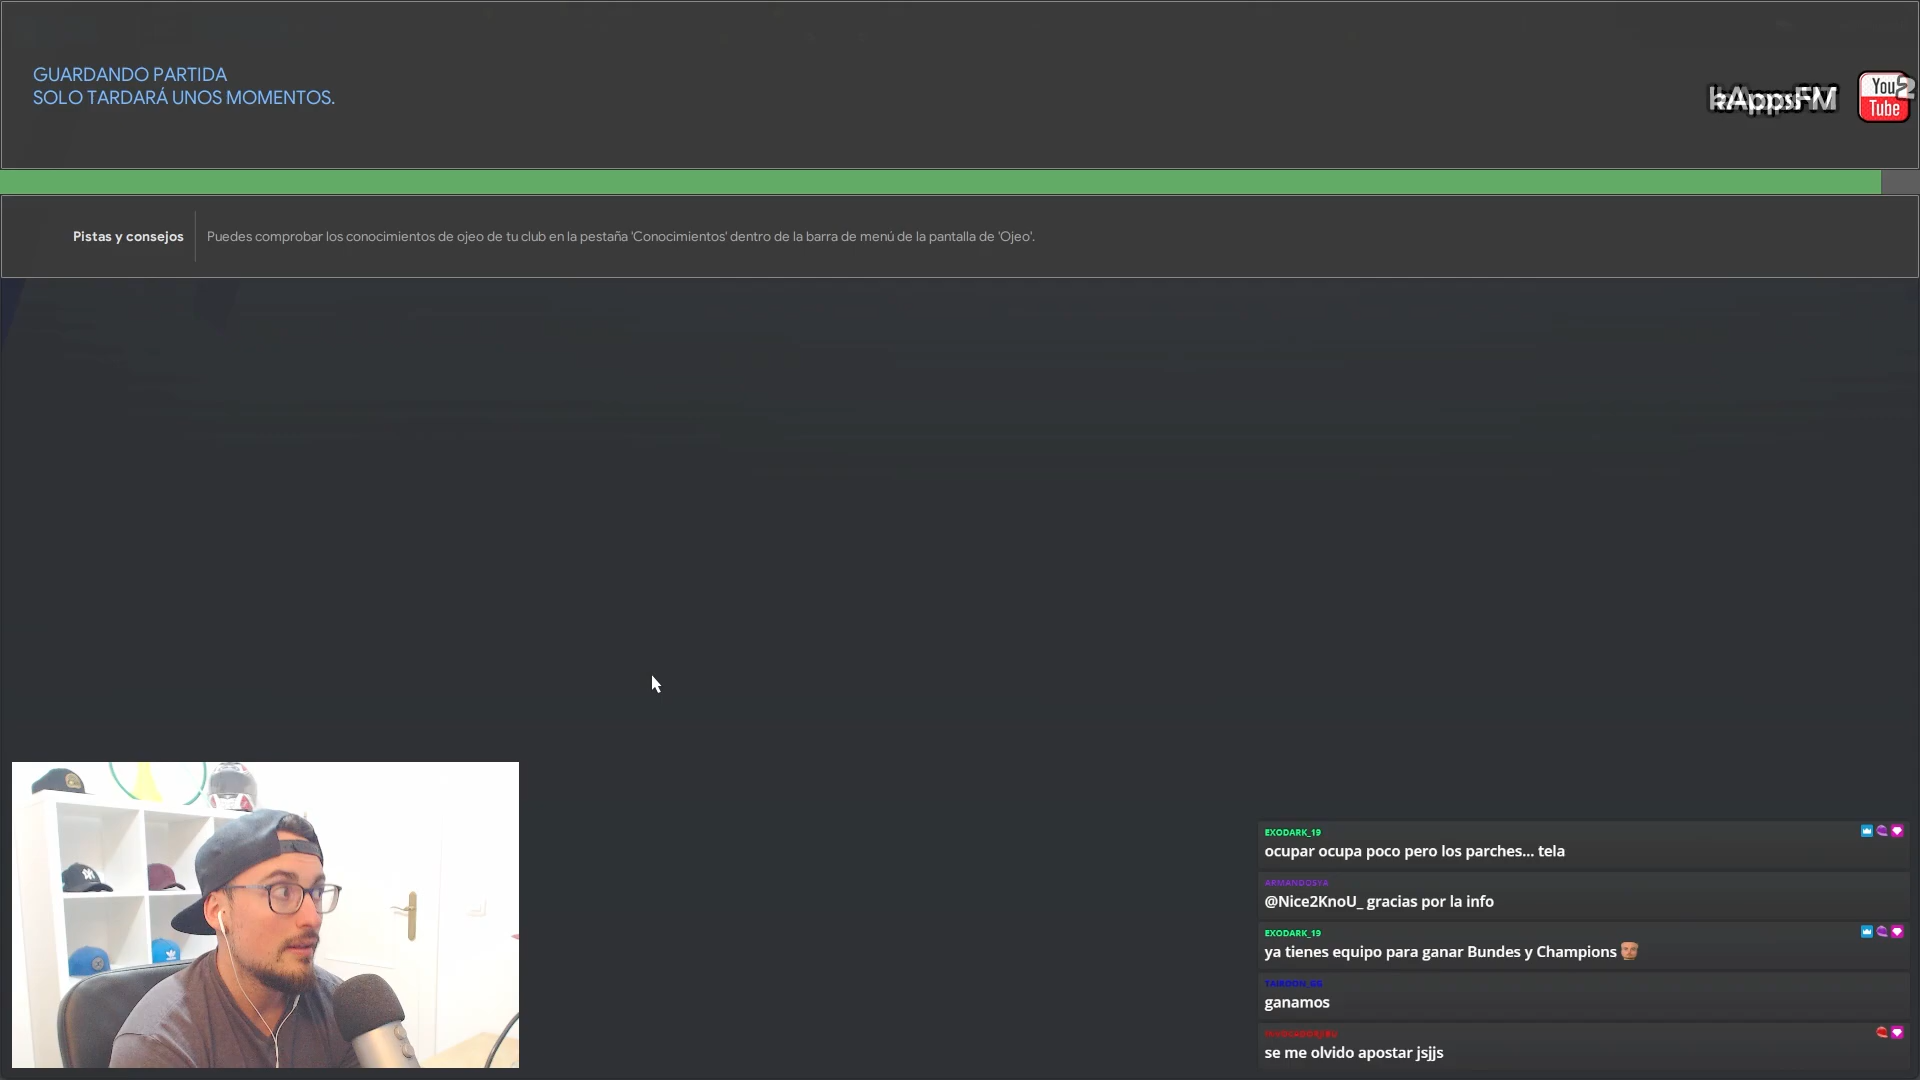 GUARDANDO PARTIDA
SOLO TARDARÁ UNOS MOMENTOS.
You
Tube
Pistas y consejos
Puedes comprobar los conocimientos de ojeo de tu club en la pestaña 'Conocimientos' dentro de la barra de menú de la pantalla de 'Ojeo'.
EXODARK_19
ocupar ocupa poco pero los parches... tela
ARMANDOSYA
@Nice2KnoU_ gracias por la info
EXODARK_19
ya tienes equipo para ganar Bundes y Champions
ganamos
se me olvido apostar jsjjs